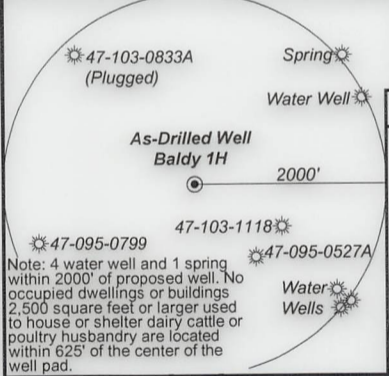 47-103-0833A
(Plugged)
Spring
Water Well
As-Drilled Well
Baldy 1H
2000'
47-103-1118
47-095-0799
47-095-0527A
Note: 4 water well and 1 spring
within 2000' of proposed well. No
occupied dwellings or buildings
2,500 square feet or larger used
to house or shelter dairy cattle or
poultry husbandry are located
within 625' of the center of the
well pad.
Water
Wells